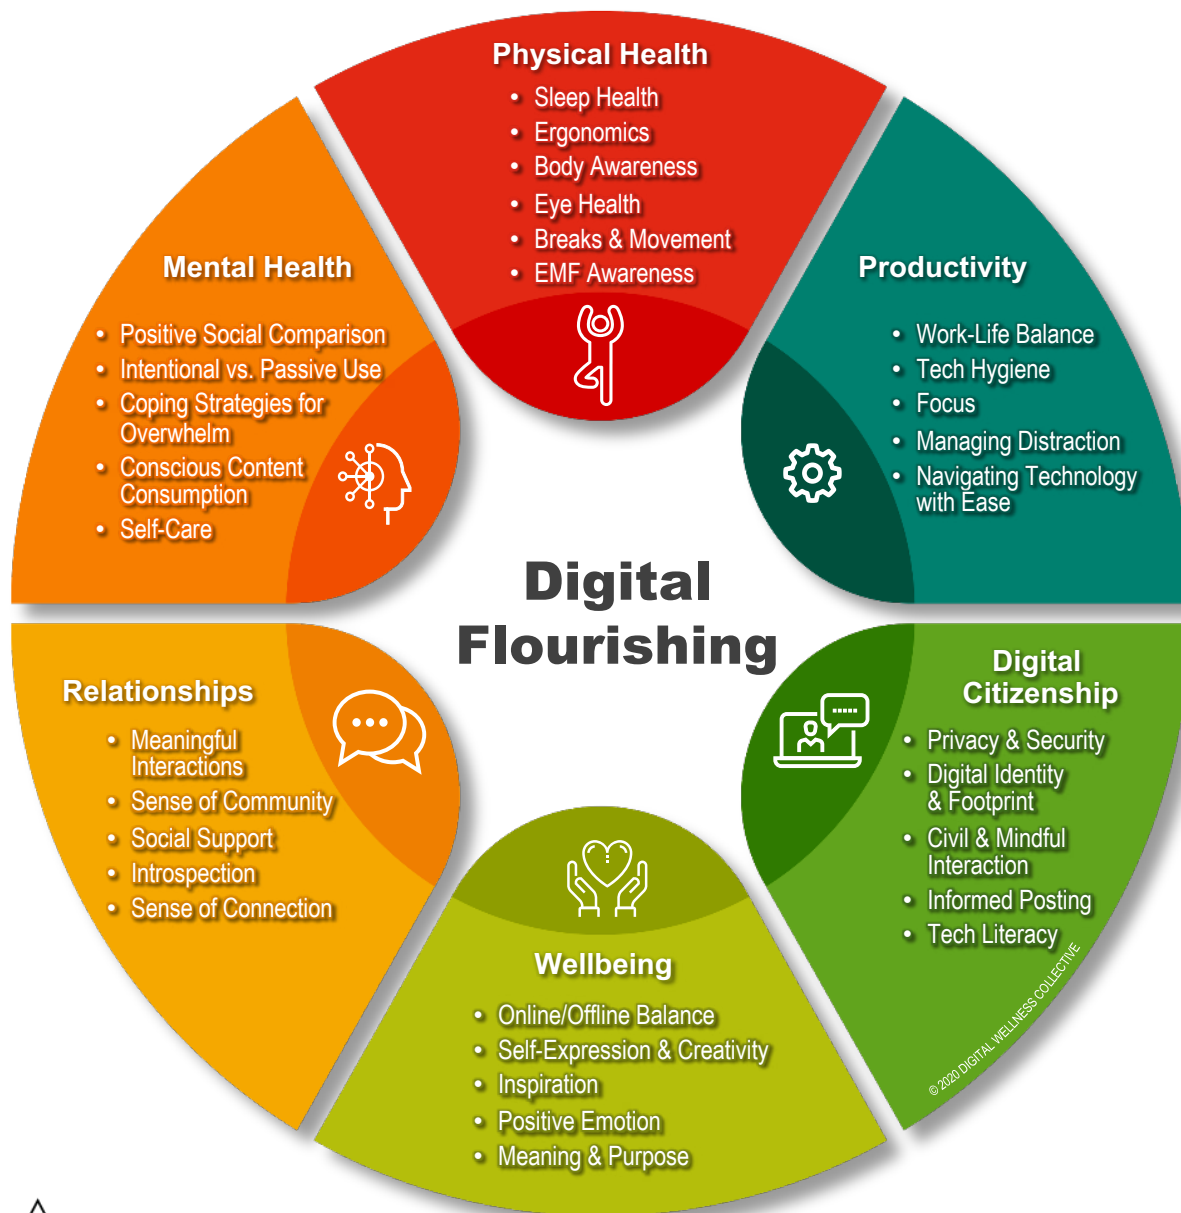 Physical Health
• Sleep Health
• Ergonomics
• Body Awareness
• Eye Health
• Breaks & Movement
• EMF Awareness
Mental Health
• Positive Social Comparison
• Intentional vs. Passive Use
• Coping Strategies for
Overwhelm
• Conscious Content
Consumption
• Self-Care
Productivity
• Work-Life Balance
• Tech Hygiene
• Focus
• Managing Distraction
• Navigating Technology
with Ease
Digital
Flourishing
Relationships
• Meaningful
Interactions
• Sense of Community
• Social Support
• Introspection
• Sense of Connection
Digital
Citizenship
• Privacy & Security
• Digital Identity
& Footprint
• Civil & Mindful
Interaction
• Informed Posting
• Tech Literacy
Wellbeing
• Online/Offline Balance
• Self-Expression & Creativity
• Inspiration
• Positive Emotion
• Meaning & Purpose
© 2020 DIGITAL WELLNESS COLLECTIVE